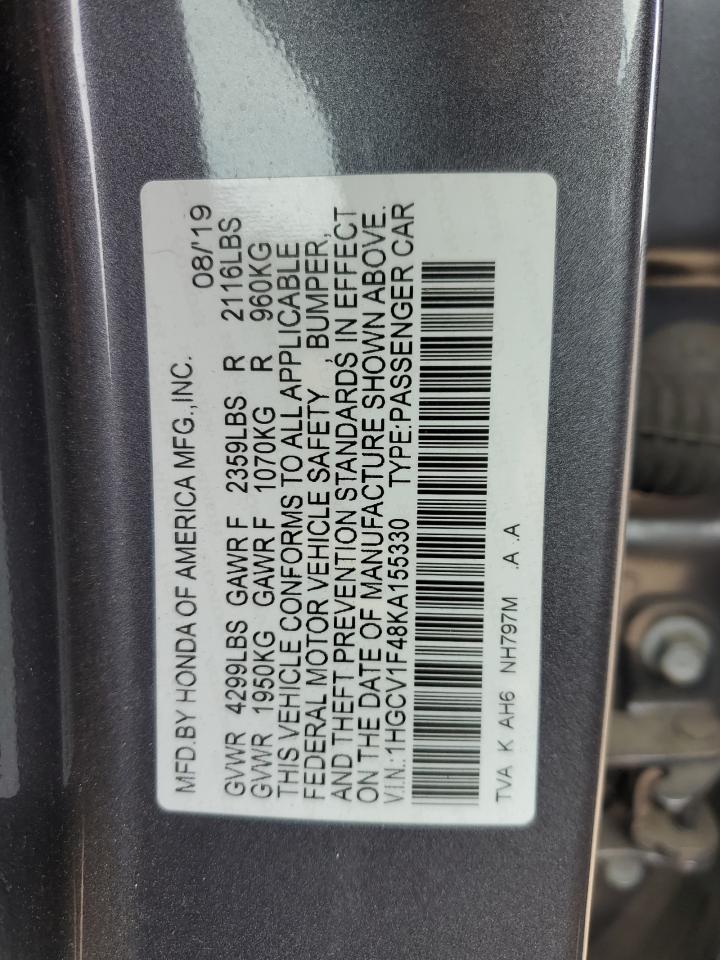 MFD.BY HONDA OF AMERICA MFG.,INC. 08/'19
GVWR 4299LBS GAWR F 2359LBS R 2116LBS
GVWR 1950KG GAWR F 1070KG R 960KG
THIS VEHICLE CONFORMS TO ALL APPLICABLE
FEDERAL MOTOR VEHICLE SAFETY , BUMPER,
AND THEFT PREVENTION STANDARDS IN EFFECT
ON THE DATE OF MANUFACTURE SHOWN ABOVE.
V.I.N.:1HGCV1F48KA155330 TYPE:PASSENGER CAR
TVA K AH6 NH797M .A .A